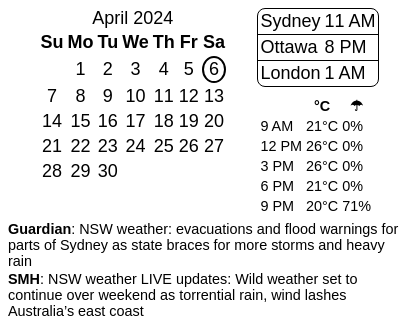 April 2024
Su Mo Tu We Th Fr Sa
1 2 3 4 5 6
7 8 9 10 11 12 13
14 15 16 17 18 19 20
21 22 23 24 25 26 27
28 29 30
Sydney 11 AM
Ottawa 8 PM
London 1 AM
°C ☂
9 AM 21°C 0%
12 PM 26°C 0%
3 PM 26°C 0%
6 PM 21°C 0%
9 PM 20°C 71%
Guardian: NSW weather: evacuations and flood warnings for
parts of Sydney as state braces for more storms and heavy
rain
SMH: NSW weather LIVE updates: Wild weather set to
continue over weekend as torrential rain, wind lashes
Australia’s east coast